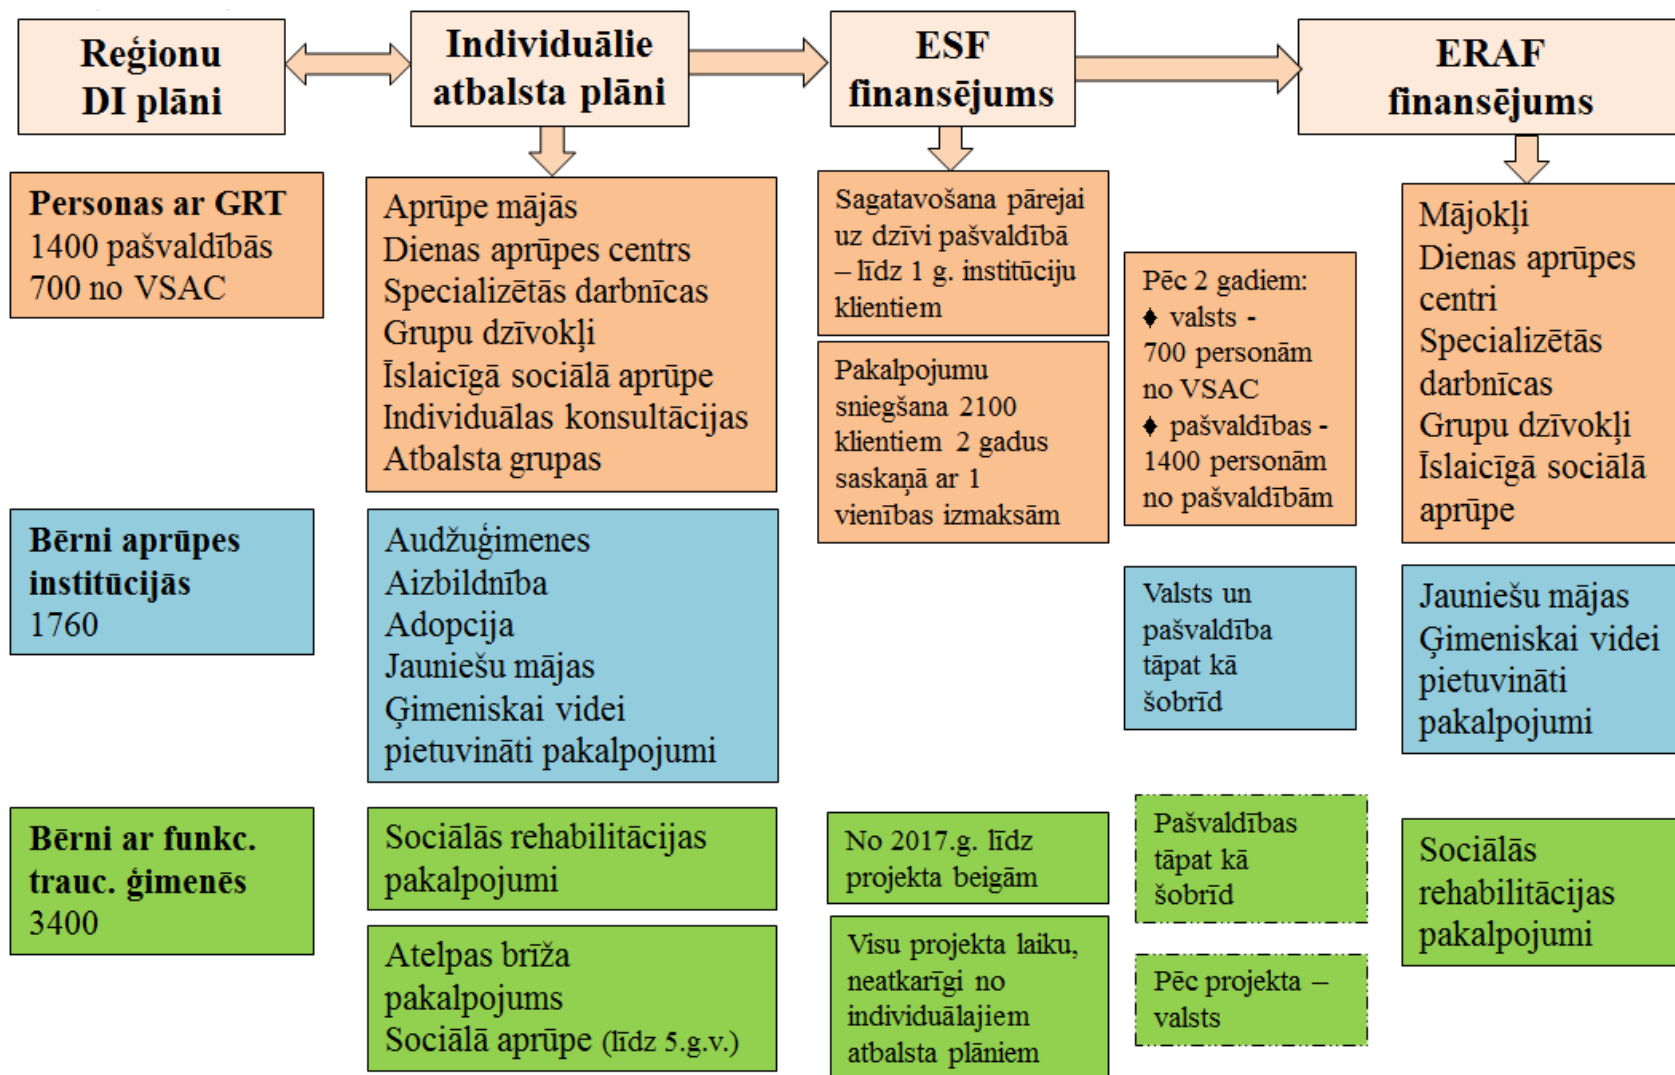 Reģionu
DI plāni
Individuālie
atbalsta plāni
ESF
finansējums
ERAF
finansējums
Personas ar GRT
1400 pašvaldībās
700 no VSAC
Aprūpe mājās
Dienas aprūpes centrs
Specializētās darbnīcas
Grupu dzīvokļi
Īslaicīgā sociālā aprūpe
Individuālas konsultācijas
Atbalsta grupas
Sagatavošana pārejai
uz dzīvi pašvaldībā
– līdz 1 g. institūciju
klientiem
Pakalpojumu
sniegšana 2100
klientiem 2 gadus
saskaņā ar 1
vienības izmaksām
Pēc 2 gadiem:
♦ valsts -
700 personām
no VSAC
♦ pašvaldības -
1400 personām
no pašvaldībām
Mājokļi
Dienas aprūpes
centri
Specializētās
darbnīcas
Grupu dzīvokļi
Īslaicīgā sociālā
aprūpe
Bērni aprūpes
institūcijās
1760
Audžuģimenes
Aizbildnība
Adopcija
Jauniešu mājas
Ģimeniskai videi
pietuvināti pakalpojumi
Valsts un
pašvaldība
tāpat kā
šobrīd
Jauniešu mājas
Ģimeniskai videi
pietuvināti
pakalpojumi
Bērni ar funkc.
trauc. ģimenēs
3400
Sociālās rehabilitācijas
pakalpojumi
Atelpas brīža
pakalpojums
Sociālā aprūpe (līdz 5.g.v.)
No 2017.g. līdz
projekta beigām
Visu projekta laiku,
neatkarīgi no
individuālajiem
atbalsta plāniem
Pašvaldības
tāpat kā
šobrīd
Pēc projekta –
valsts
Sociālās
rehabilitācijas
pakalpojumi